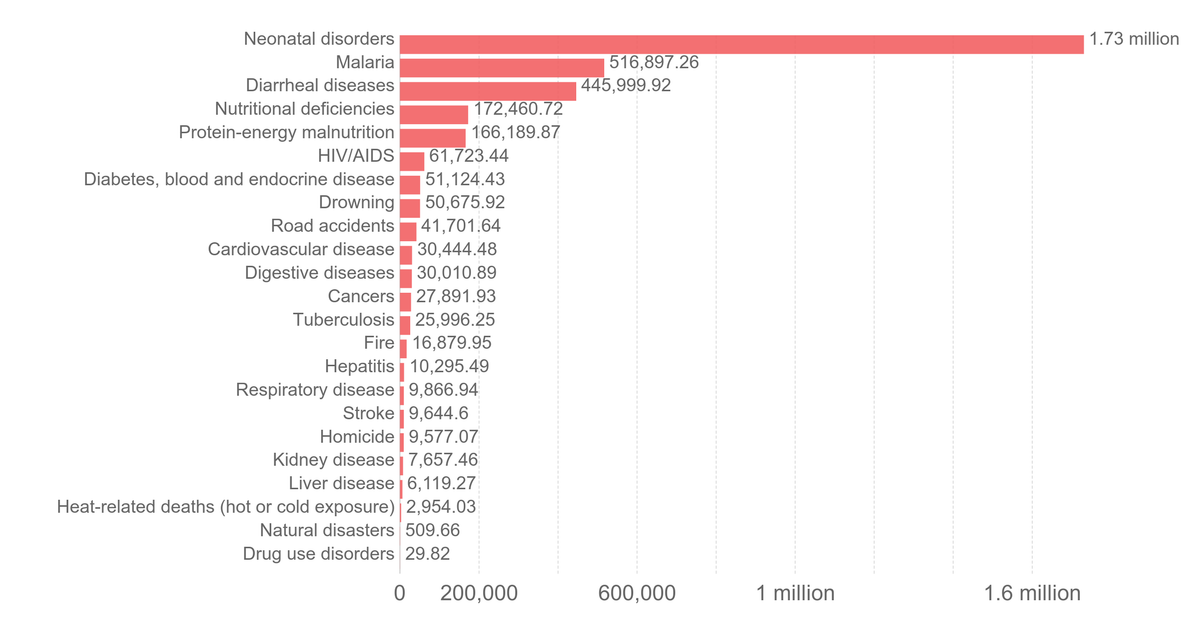 Neonatal disorders 1.73 million
Malaria 516,897.26
Diarrheal diseases 445,999.92
Nutritional deficiencies 172,460.72
Protein-energy malnutrition 166,189.87
HIV/AIDS 61,723.44
Diabetes, blood and endocrine disease 51,124.43
Drowning 50,675.92
Road accidents 41,701.64
Cardiovascular disease 30,444.48
Digestive diseases 30,010.89
Cancers 27,891.93
Tuberculosis 25,996.25
Fire 16,879.95
Hepatitis 10,295.49
Respiratory disease 9,866.94
Stroke 9,644.6
Homicide 9,577.07
Kidney disease 7,657.46
Liver disease 6,119.27
Heat-related deaths (hot or cold exposure) 2,954.03
Natural disasters 509.66
Drug use disorders 29.82
0 200,000 600,000 1 million 1.6 million